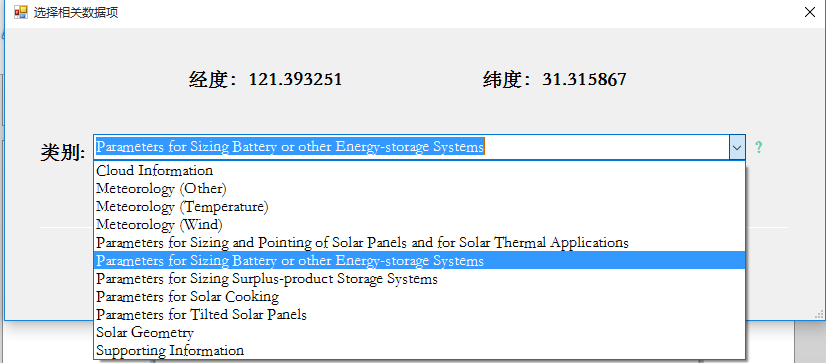 选择相关数据项
经度：121.393251 纬度：31.315867
类别: Parameters for Sizing Battery or other Energy-storage Systems ?
Cloud Information
Meteorology (Other)
Meteorology (Temperature)
Meteorology (Wind)
Parameters for Sizing and Pointing of Solar Panels and for Solar Thermal Applications
Parameters for Sizing Battery or other Energy-storage Systems
Parameters for Sizing Surplus-product Storage Systems
Parameters for Solar Cooking
Parameters for Tilted Solar Panels
Solar Geometry
Supporting Information